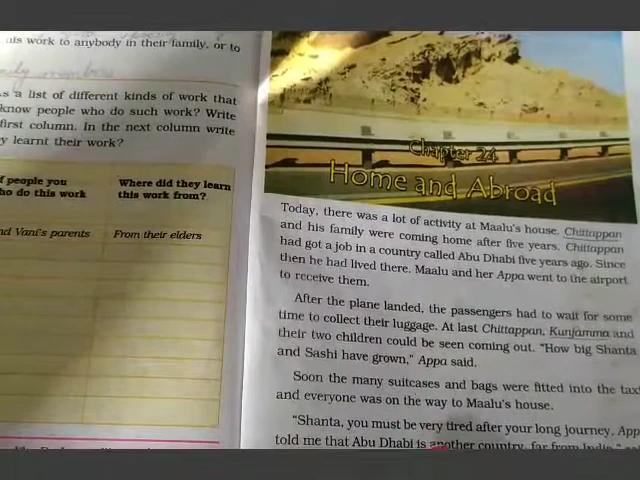 his work to anybody in their family, or to
a list of different kinds of work that
know people who do such work? Write
first column. In the next column write
learnt their work?
people you
do this work
Where did they learn
this work from?
Vani's parents
From their elders
Chapter 24
Home and Abroad
Today, there was a lot of activity at Maalu's house. Chittappan
and his family were coming home after five years. Chittappan
had got a job in a country called Abu Dhabi five years ago. Since
then he had lived there. Maalu and her Appa went to the airport
to receive them.
After the plane landed, the passengers had to wait for some
time to collect their luggage. At last Chittappan, Kunjamma and
their two children could be seen coming out. "How big Shanta
and Sashi have grown," Appa said.
Soon the many suitcases and bags were fitted into the taxi
and everyone was on the way to Maalu's house.
"Shanta, you must be very tired after your long journey.
told me that Abu Dhabi is another country, far from India,"